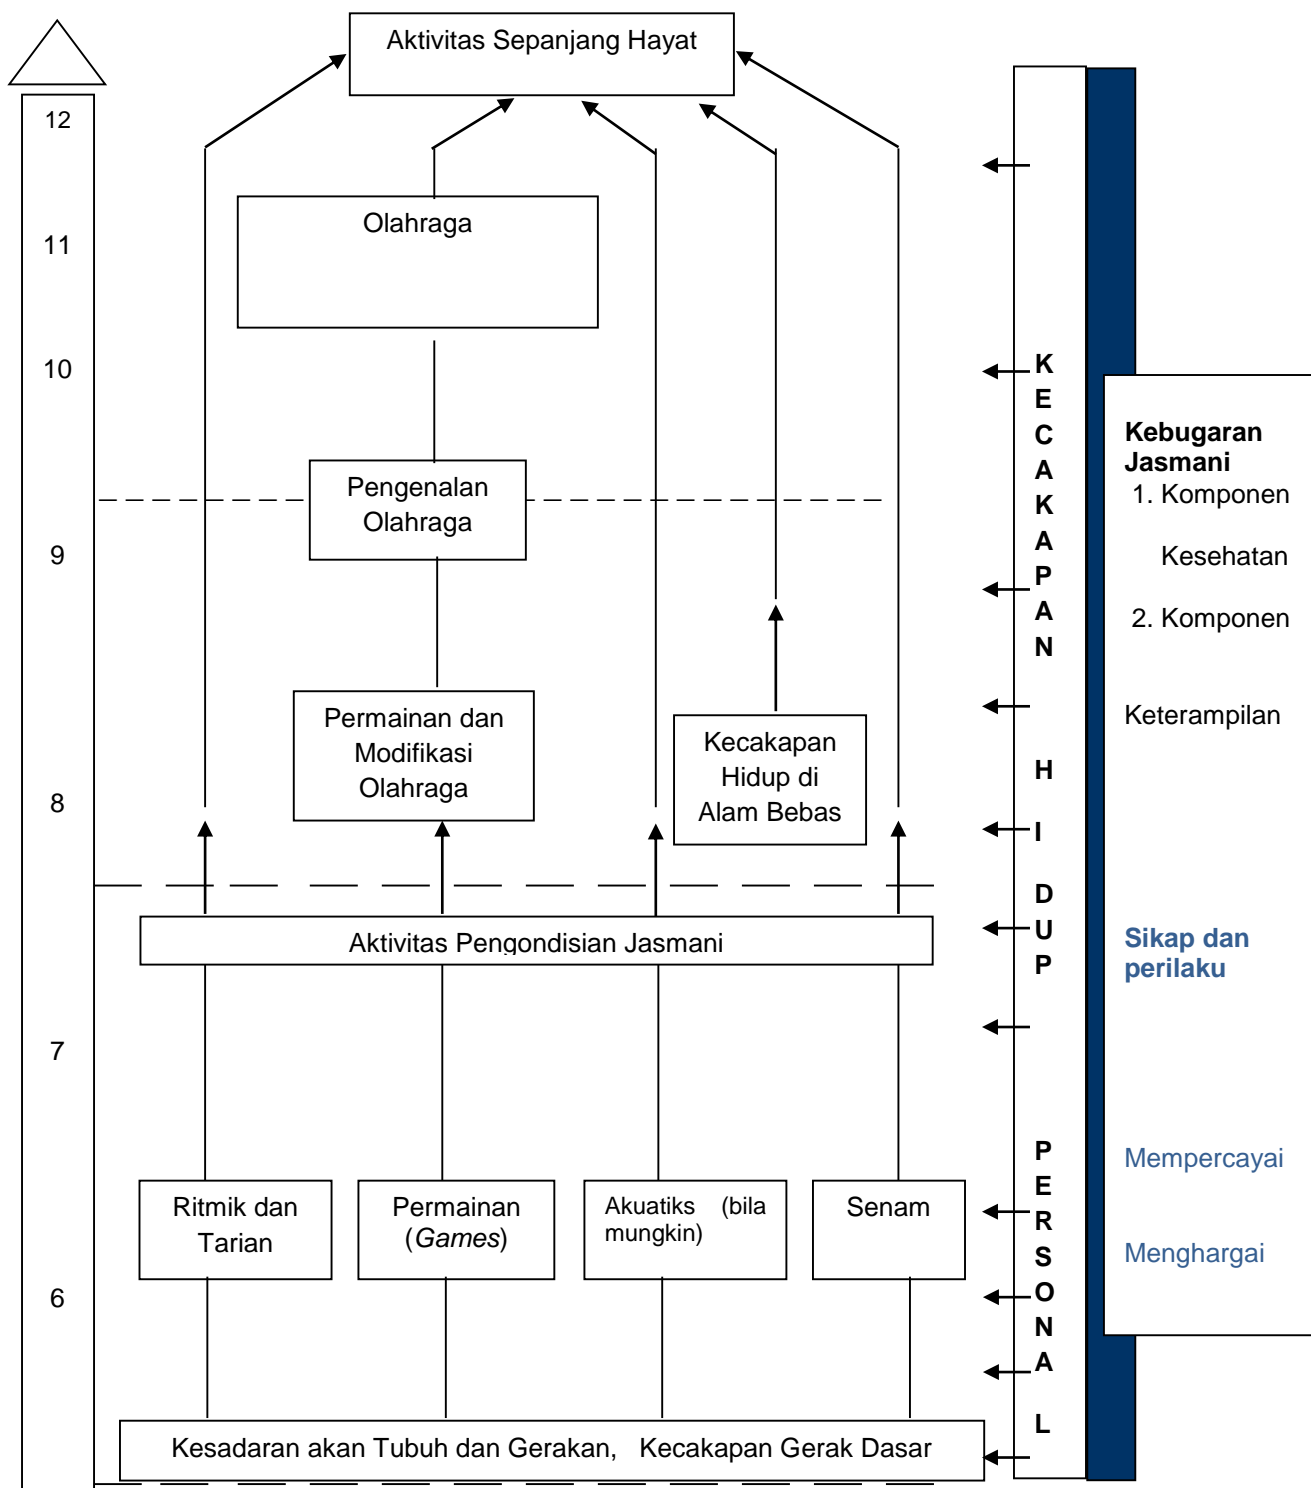 Aktivitas Sepanjang Hayat
12
Olahraga
11
10
Pengenalan
Olahraga
9
Permainan dan
Modifikasi
Olahraga
Kecakapan
Hidup di
Alam Bebas
8
Aktivitas Pengondisian Jasmani
7
Ritmik dan
Tarian
Permainan
(Games)
Akuatiks (bila
mungkin)
Senam
6
Kesadaran akan Tubuh dan Gerakan, Kecakapan Gerak Dasar
K
E
C
A
K
A
P
A
N
H
I
D
U
P
P
E
R
S
O
N
A
L
Kebugaran
Jasmani
1. Komponen
Kesehatan
2. Komponen
Keterampilan
Sikap dan
perilaku
Mempercayai
Menghargai